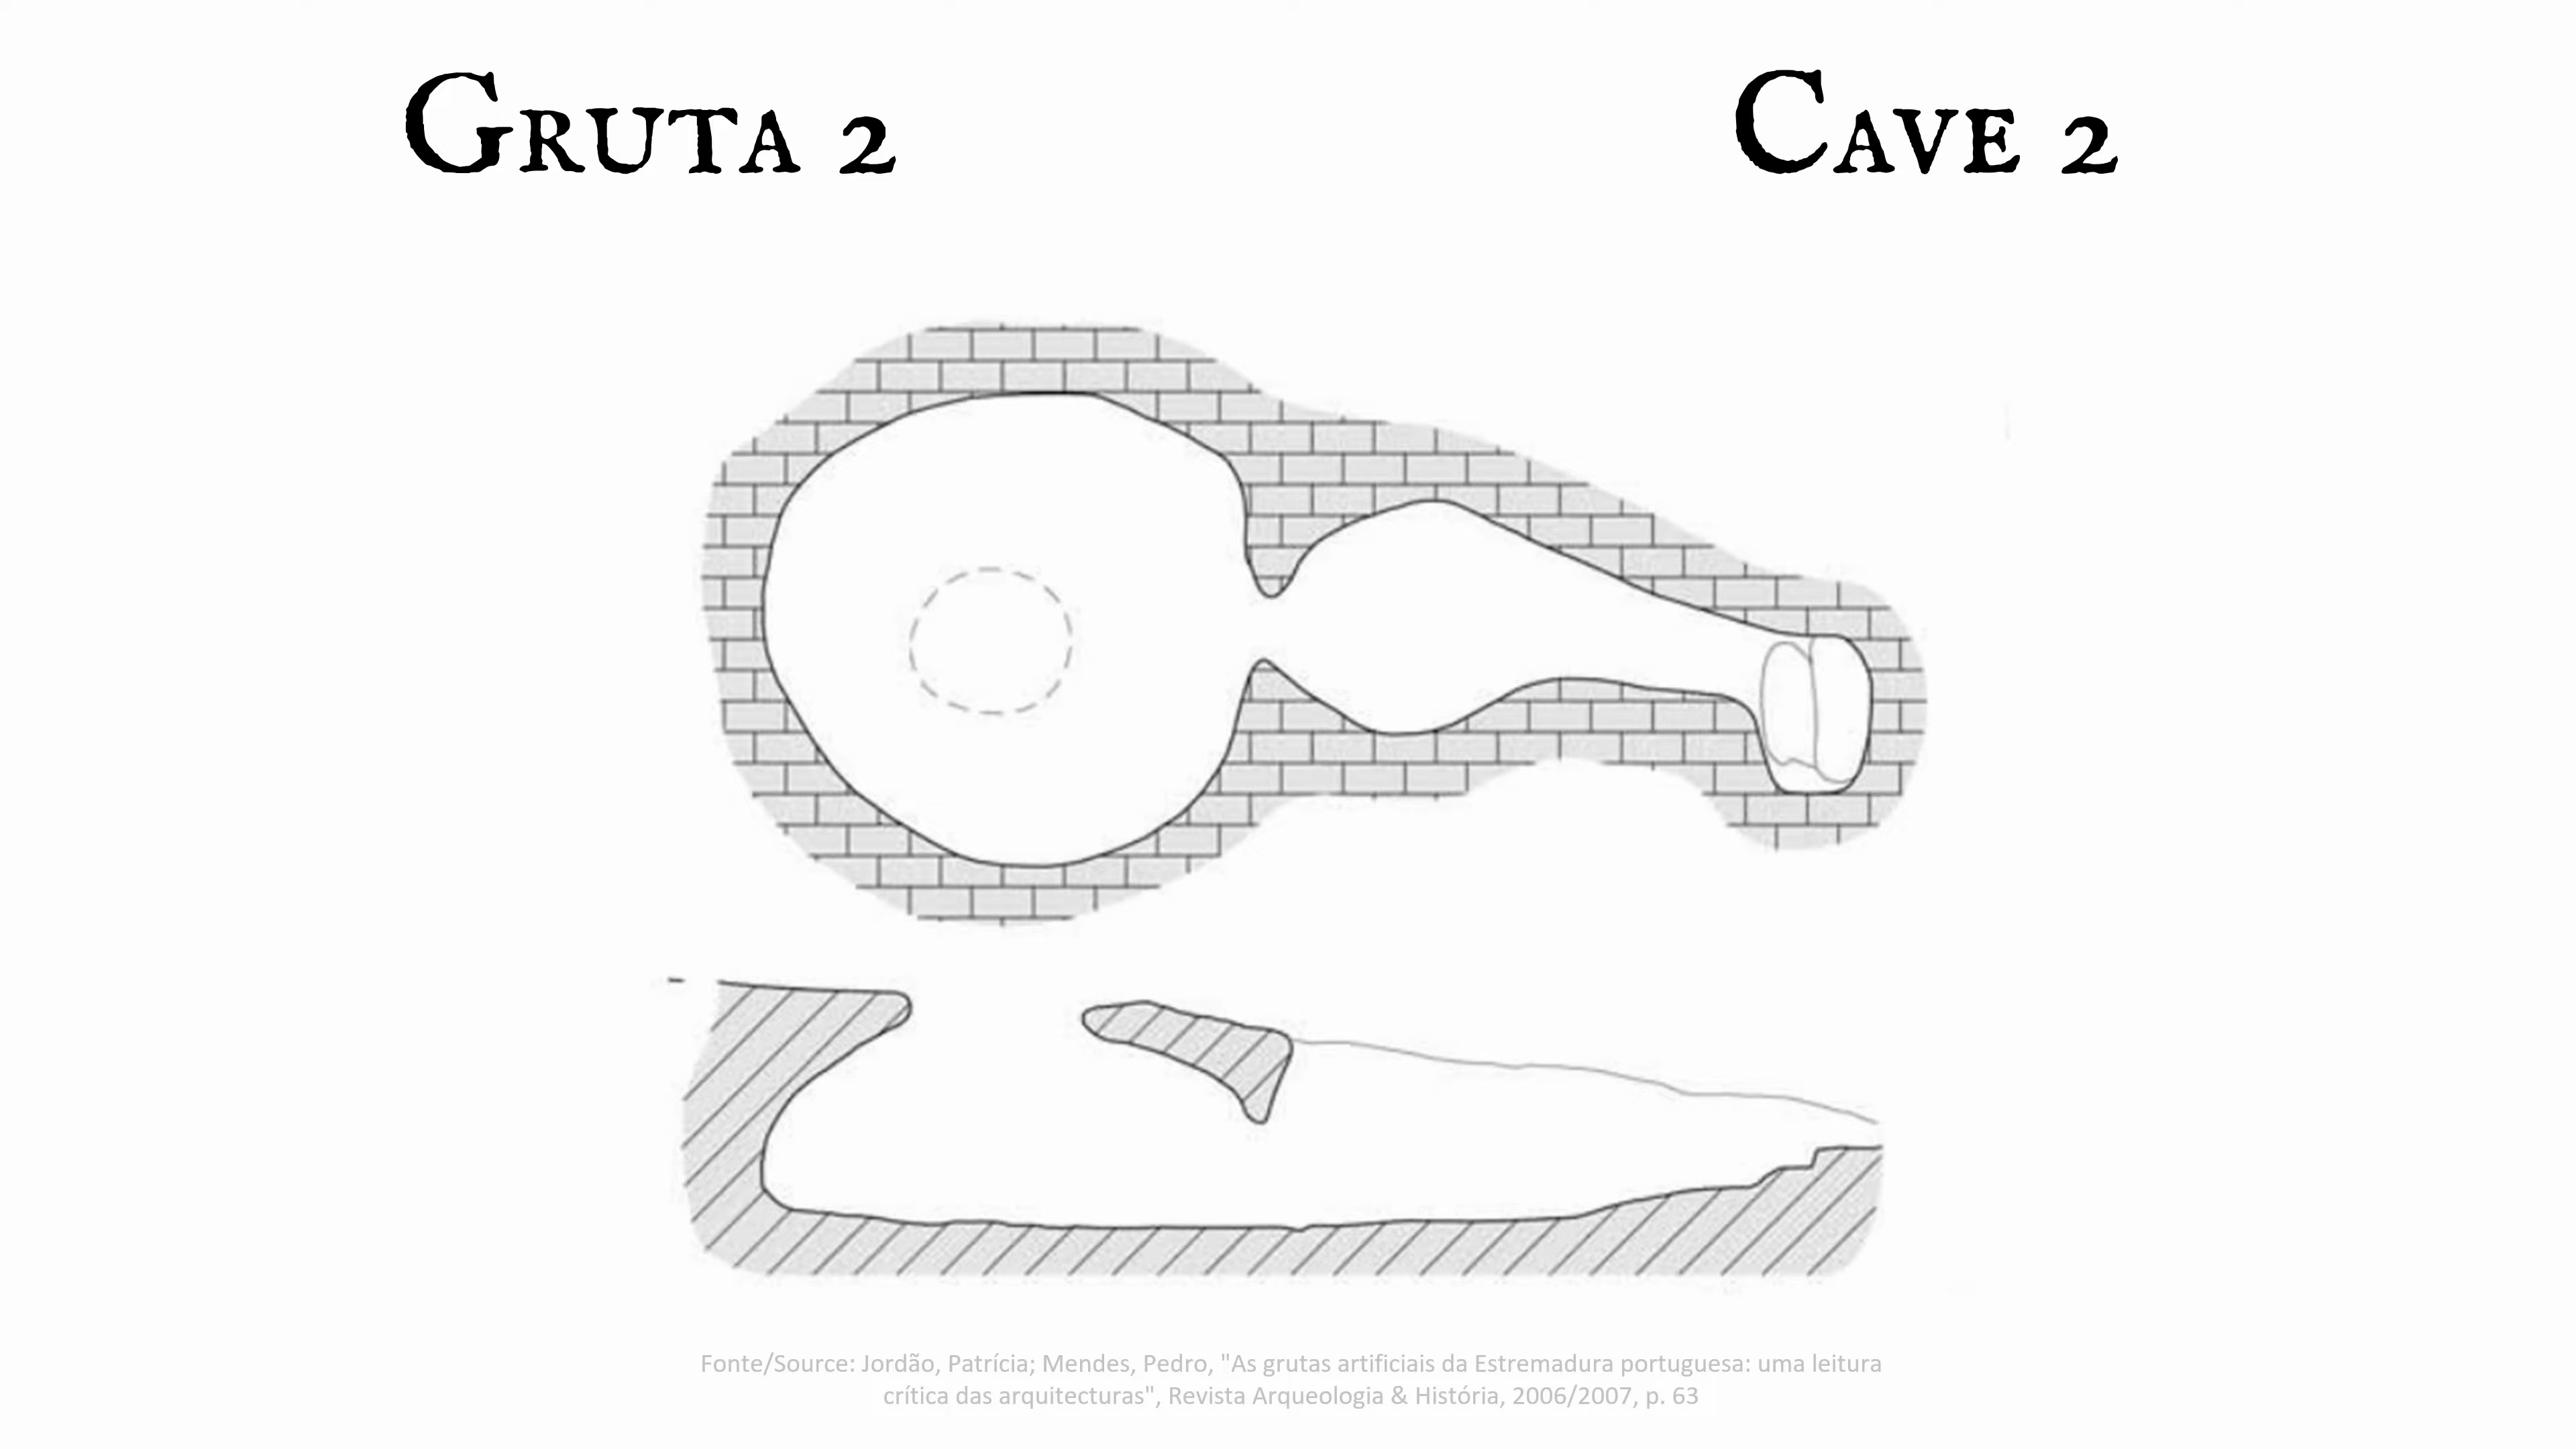 Gruta 2
Cave 2
Fonte/Source: Jordão, Patrícia; Mendes, Pedro, "As grutas artificiais da Estremadura portuguesa: uma leitura
crítica das arquitecturas", Revista Arqueologia & História, 2006/2007, p. 63